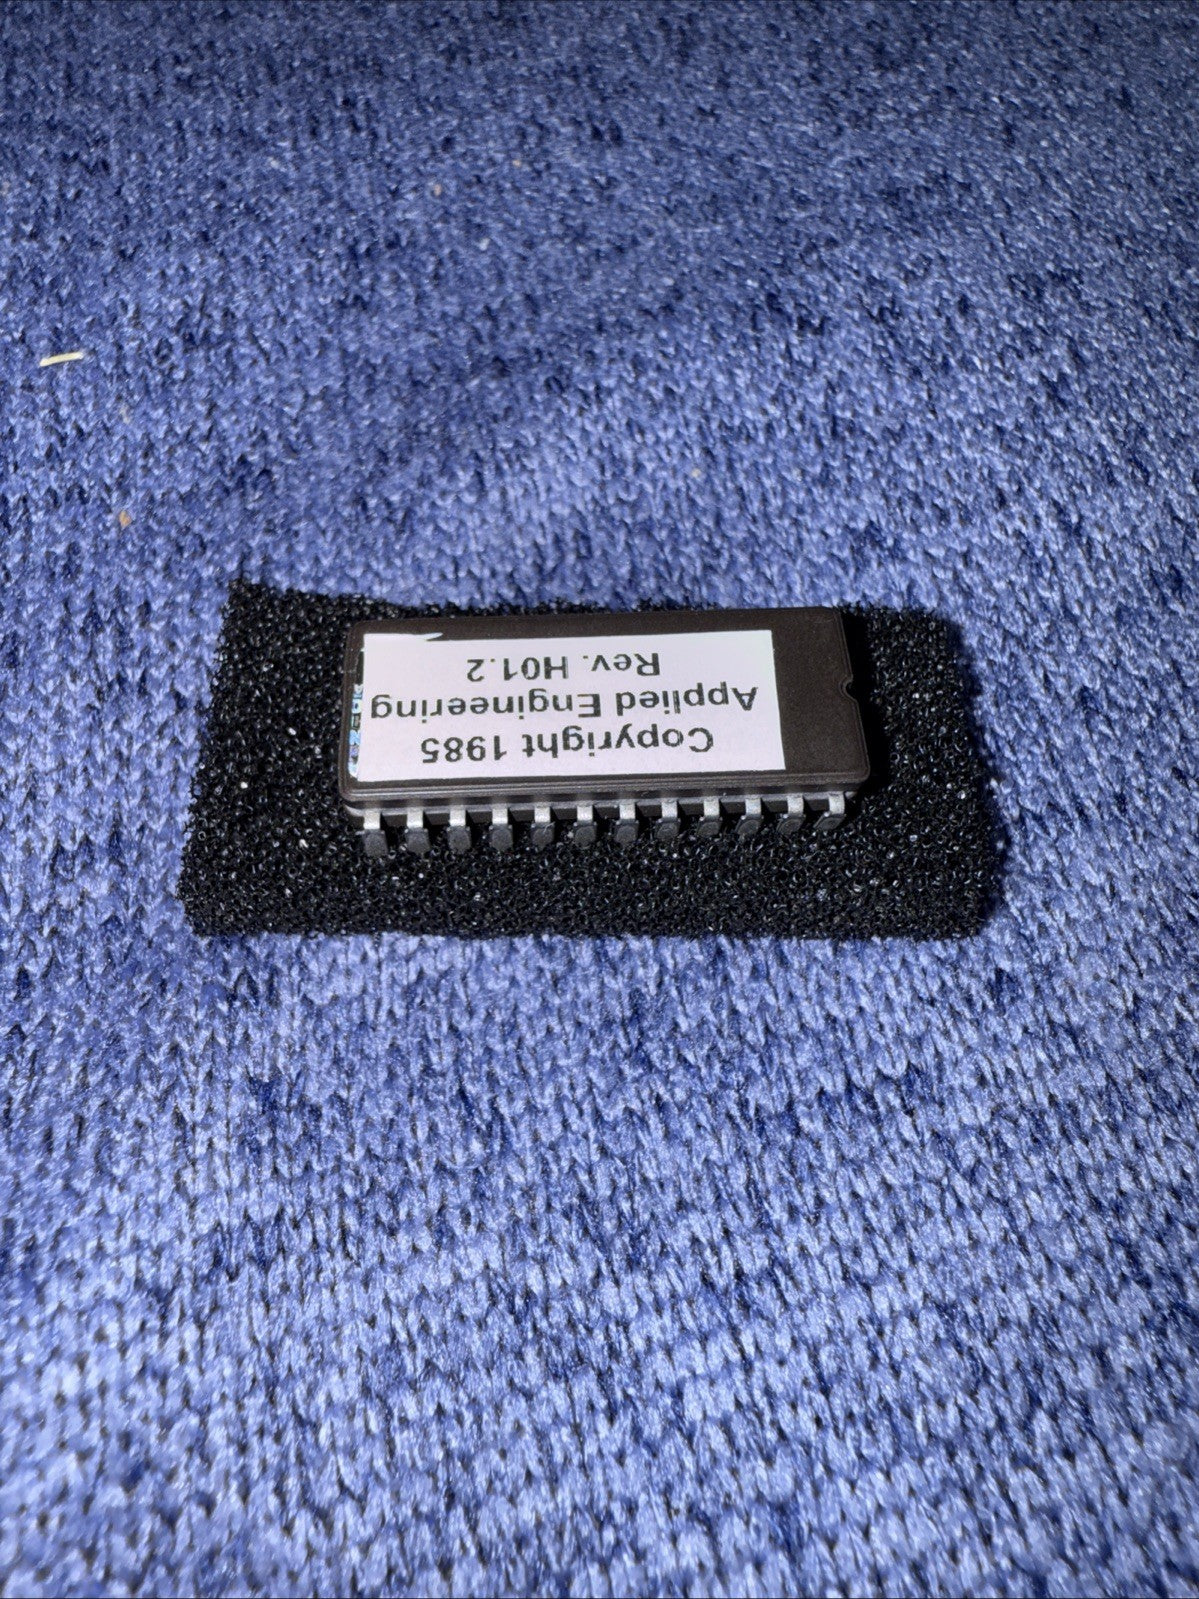 Copyright 1985
Applied Engineering
Rev. H01.2